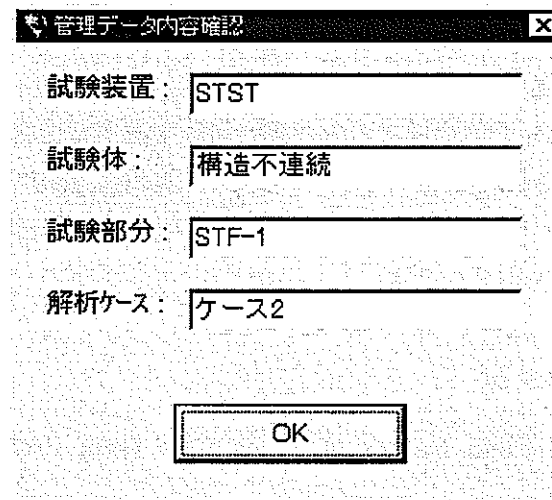 管理データ内容確認
試験装置: STST
試験体: 構造不連続
試験部分: STF-1
解析ケース: ケース2
OK